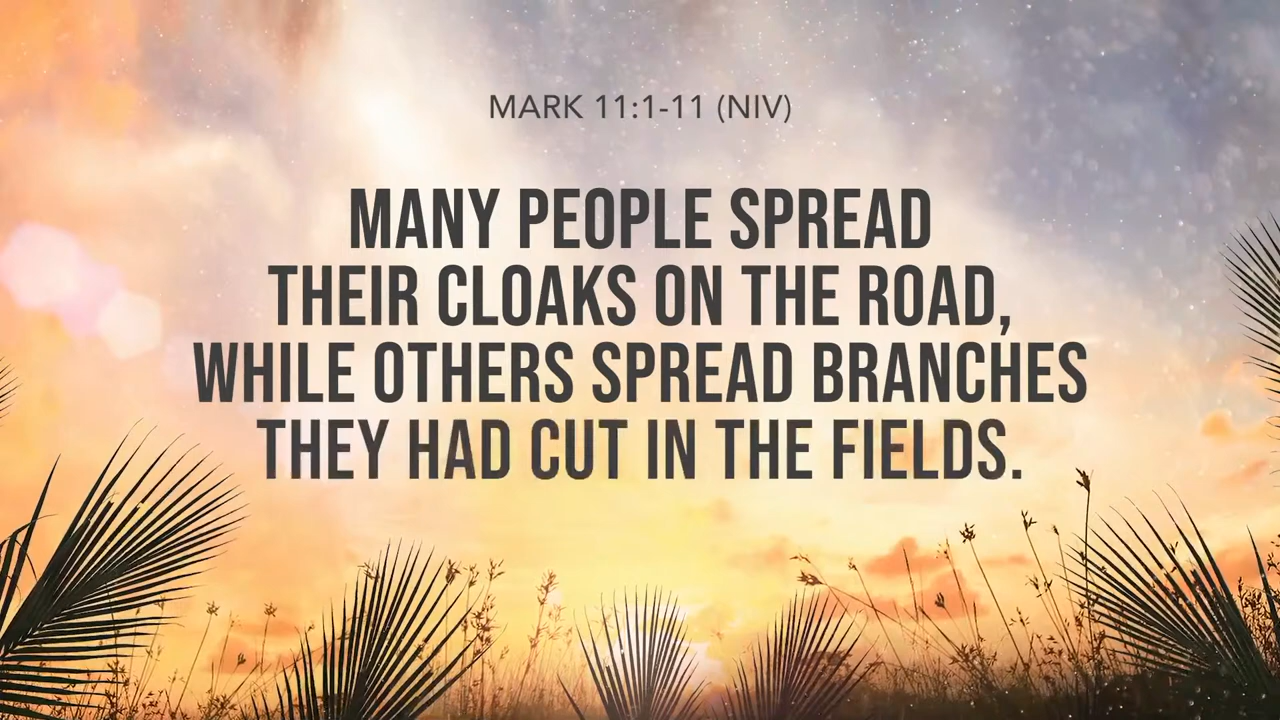 MARK 11:1-11 (NIV)
MANY PEOPLE SPREAD
THEIR CLOAKS ON THE ROAD,
WHILE OTHERS SPREAD BRANCHES
THEY HAD CUT IN THE FIELDS.